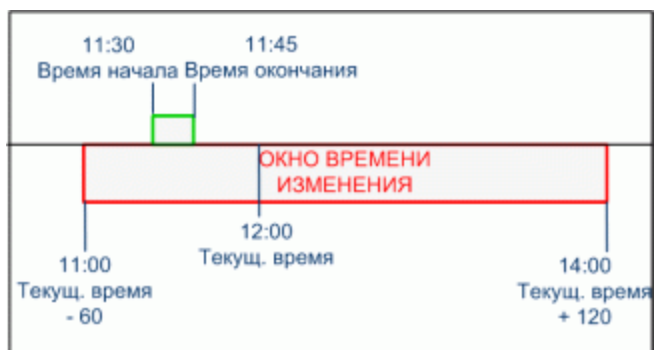 11:30 11:45
Время начала Время окончания
ОКНО ВРЕМЕНИ
ИЗМЕНЕНИЯ
12:00
Текущ. время
11:00
Текущ. время
- 60
14:00
Текущ. время
+ 120